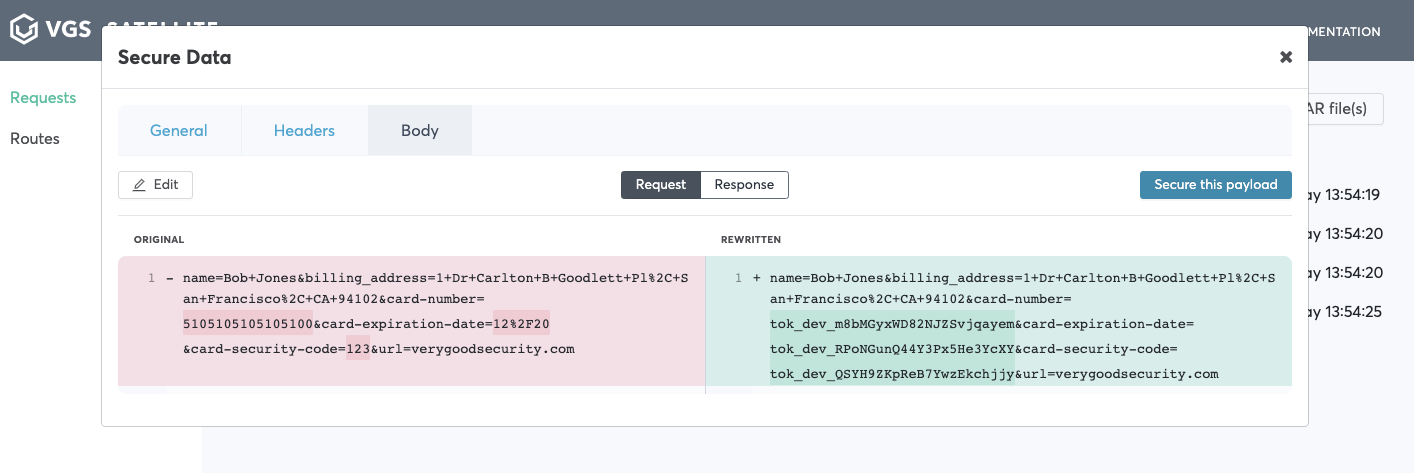 VGS
Secure Data
MENTATION
Requests
Routes
General
Headers
Body
AR file(s)
Edit
Request
Response
Secure this payload
ay 13:54:19
ay 13:54:20
ay 13:54:20
ay 13:54:25
ORIGINAL
1 - name=Bob+Jones&billing_address=1+Dr+Carlton+B+Goodlett+Pl%2C+S
an+Francisco%2C+CA+94102&card-number=
5105105105105100&card-expiration-date=12%2F20
&card-security-code=123&url=verygoodsecurity.com
REWRITTEN
1 + name=Bob+Jones&billing_address=1+Dr+Carlton+B+Goodlett+Pl%2C+S
an+Francisco%2C+CA+94102&card-number=
tok_dev_m8bMGyxWD82NJZSvjqayem&card-expiration-date=
tok_dev_RPoNGunQ44Y3Px5He3YcXY&card-security-code=
tok_dev_QSYH9ZKpReB7YwzEkchjjy&url=verygoodsecurity.com